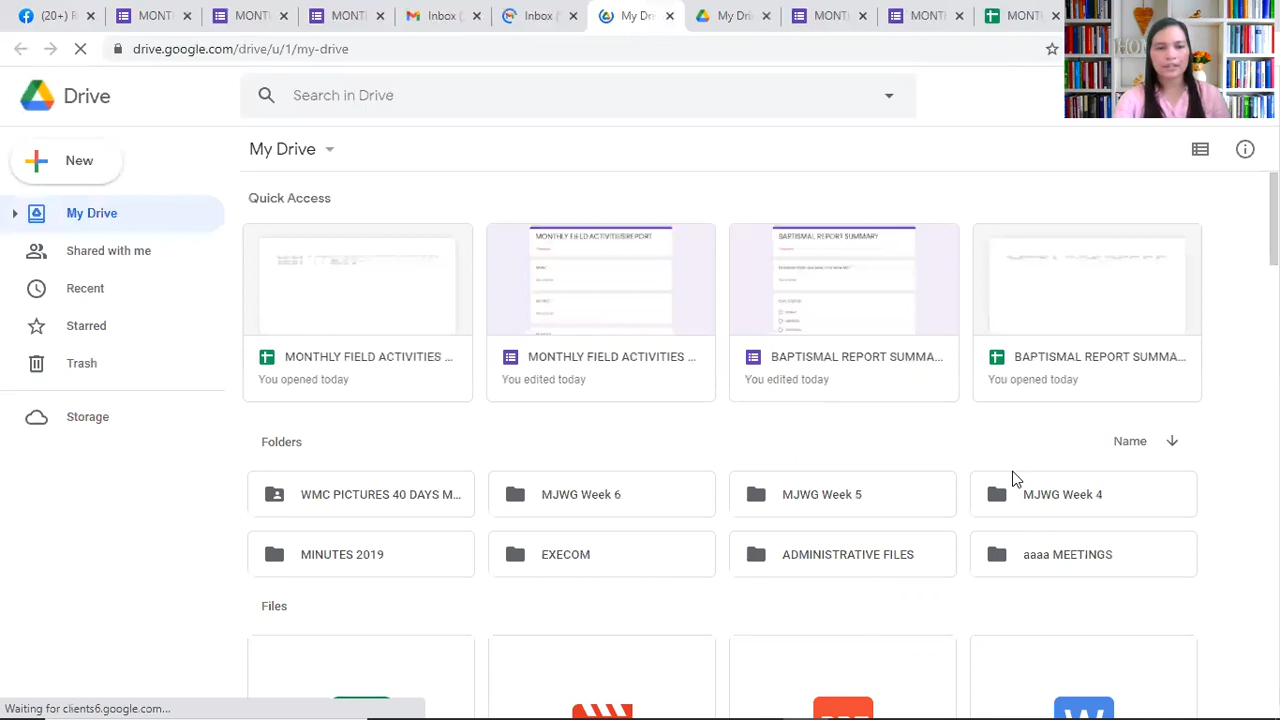 (20+) F
MONT
MONT
MONT
Inbox (
Inbox
My Dr
My Dri
MONT
MONT
MONT
drive.google.com/drive/u/1/my-drive
HOM
Drive
Search in Drive
New
My Drive
My Drive
Quick Access
Shared with me
Recent
Starred
Trash
Storage
MONTHLY FIELD ACTIVITIES REPORT
BAPTISMAL REPORT SUMMARY
MONTHLY FIELD ACTIVITIES ...
MONTHLY FIELD ACTIVITIES ...
BAPTISMAL REPORT SUMMA...
BAPTISMAL REPORT SUMMA...
You opened today
You edited today
You edited today
You opened today
Folders
Name
WMC PICTURES 40 DAYS M...
MJWG Week 6
MJWG Week 5
MJWG Week 4
MINUTES 2019
EXECOM
ADMINISTRATIVE FILES
aaaa MEETINGS
Files
Waiting for clients6.google.com...